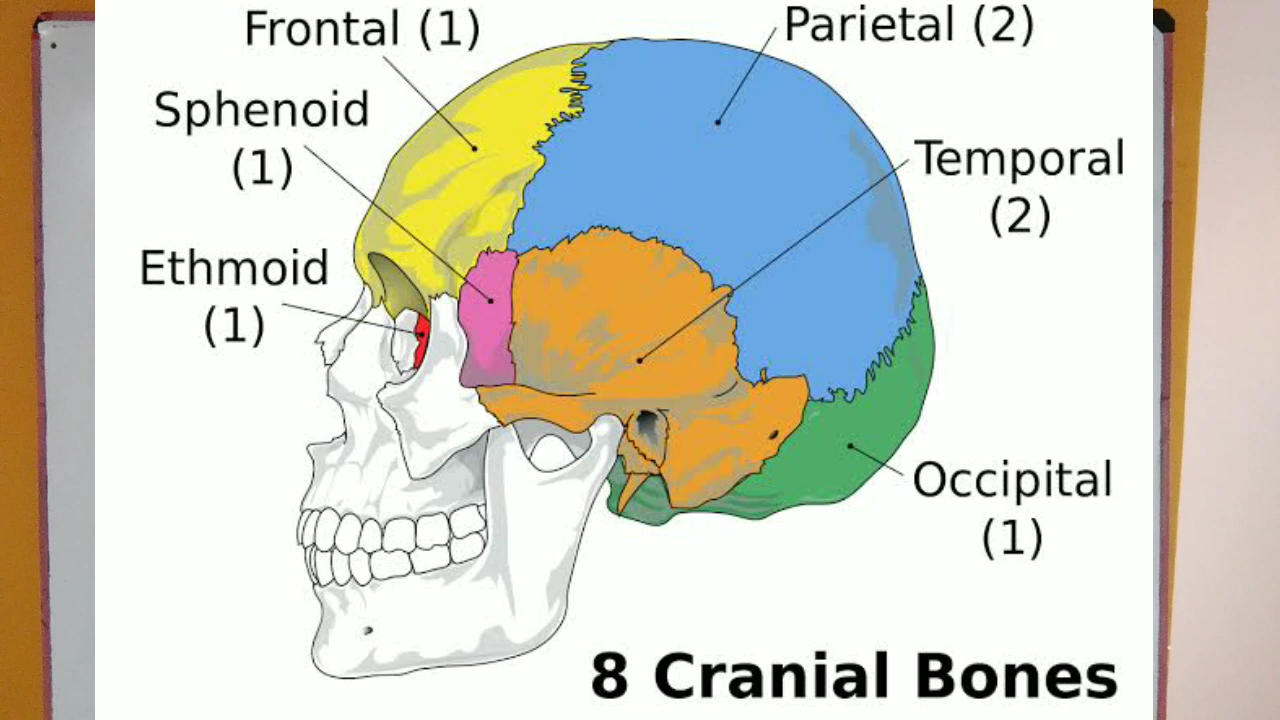 Frontal (1)
Parietal (2)
Sphenoid
(1)
Temporal
(2)
Ethmoid
(1)
Occipital
(1)
8 Cranial Bones